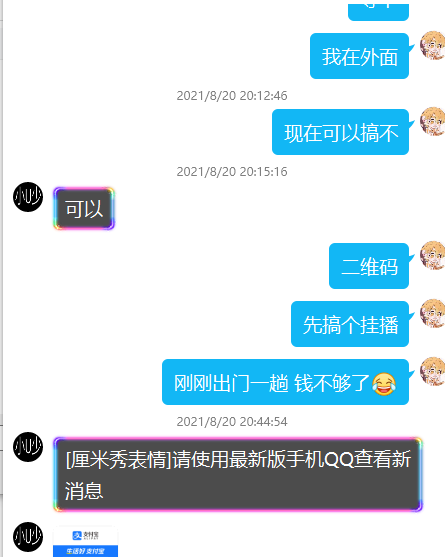 我在外面
2021/8/20 20:12:46
现在可以搞不
2021/8/20 20:15:16
小吵
可以
二维码
先搞个挂播
刚刚出门一趟 钱不够了😂
2021/8/20 20:44:54
小吵
[厘米秀表情]请使用最新版手机QQ查看新
消息
小吵
支付宝
生活好 支付宝